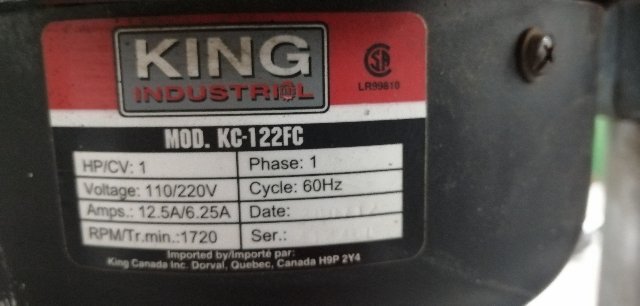 KING
INDUSTRIAL
LR99810
MOD. KC-122FC
HP/CV: 1
Phase: 1
Voltage: 110/220V
Cycle: 60Hz
Amps.: 12.5A/6.25A
Date:
RPM/Tr.min.:1720
Ser.:
Imported by/Importé par:
King Canada Inc. Dorval, Quebec, Canada H9P 2Y4